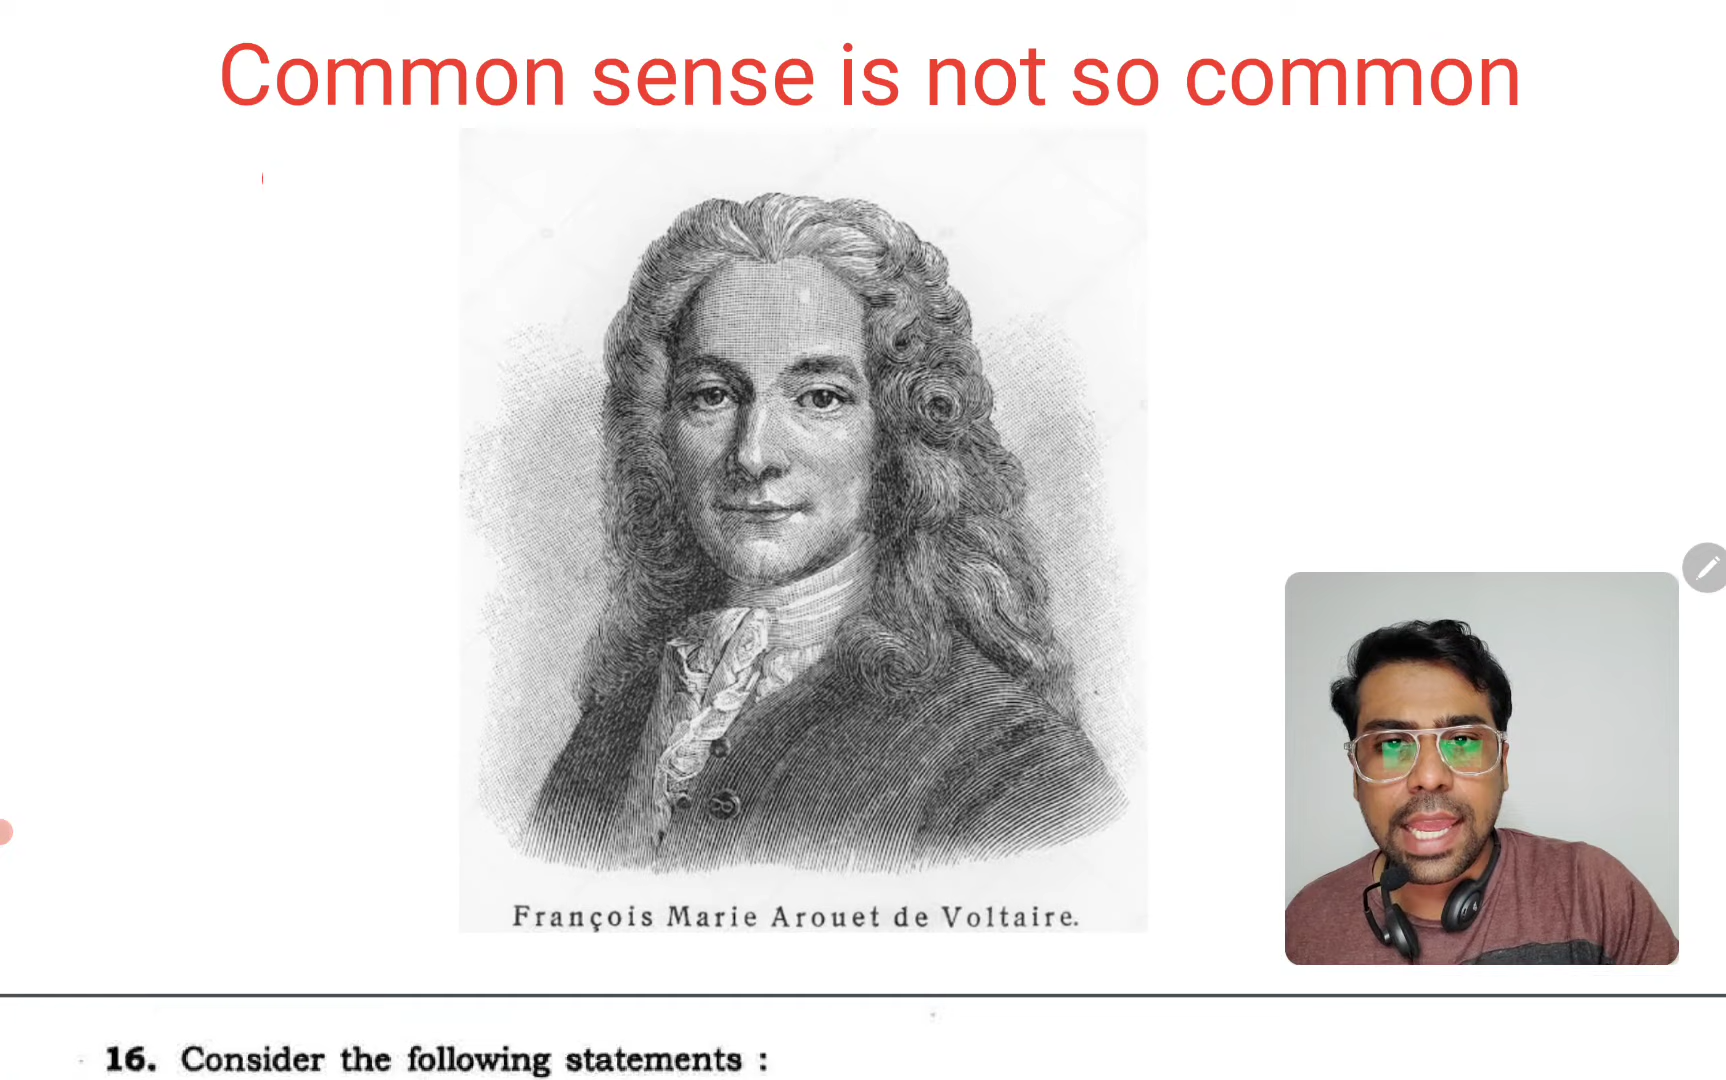 Common sense is not so common
François Marie Arouet de Voltaire.
16. Consider the following statements :